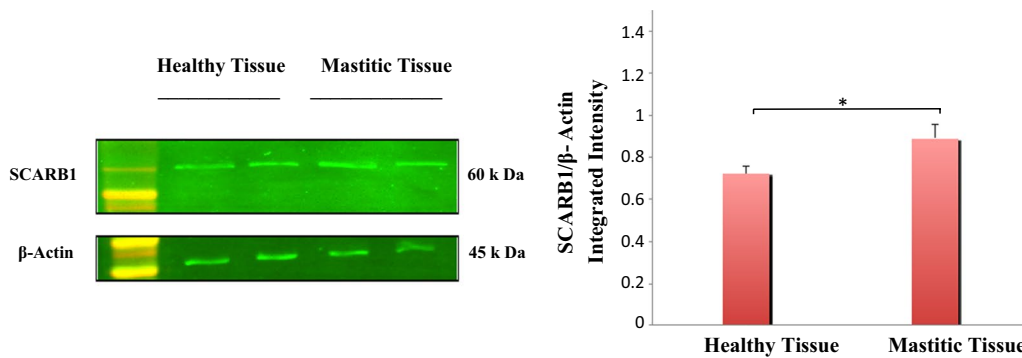 Healthy Tissue Mastitic Tissue
SCARB1
60 k Da
β-Actin
45 k Da
SCARB1/β- Actin
Integrated Intensity
1.4
1.2
1
0.8
0.6
0.4
0.2
0
*
Healthy Tissue Mastitic Tissue